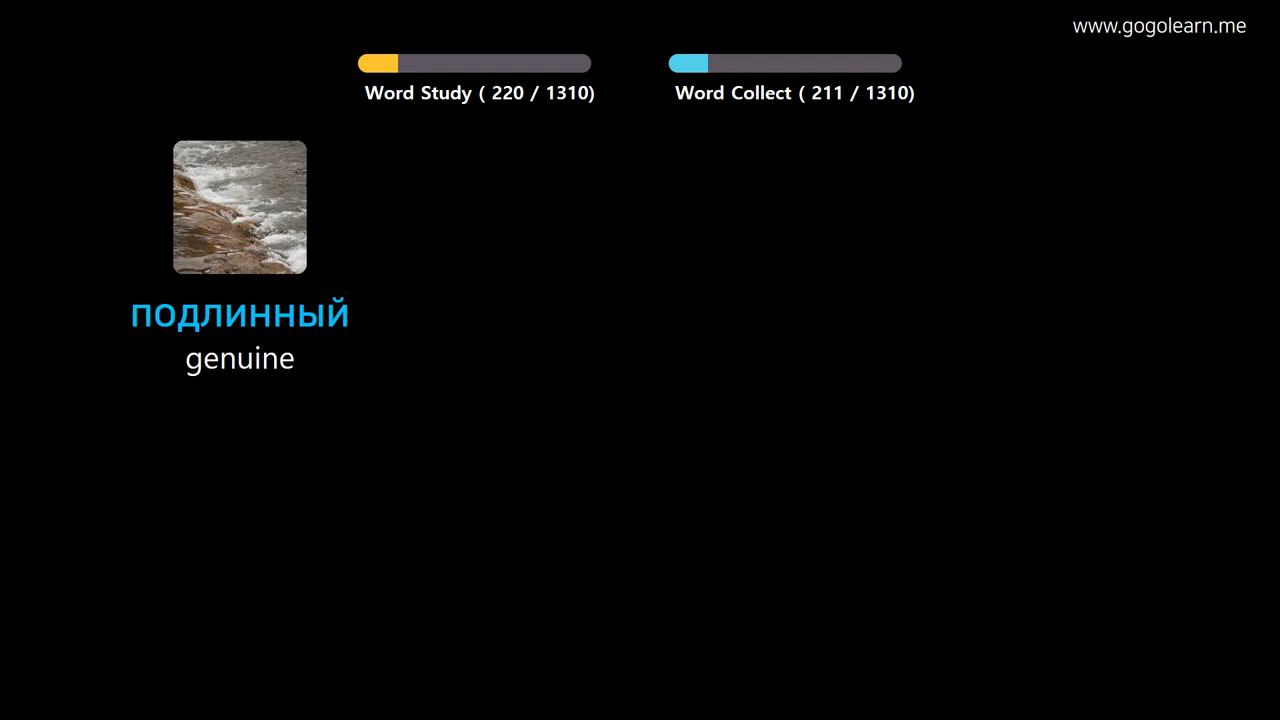 www.gogolearn.me
Word Study ( 220 / 1310)
Word Collect ( 211 / 1310)
подлинный
genuine